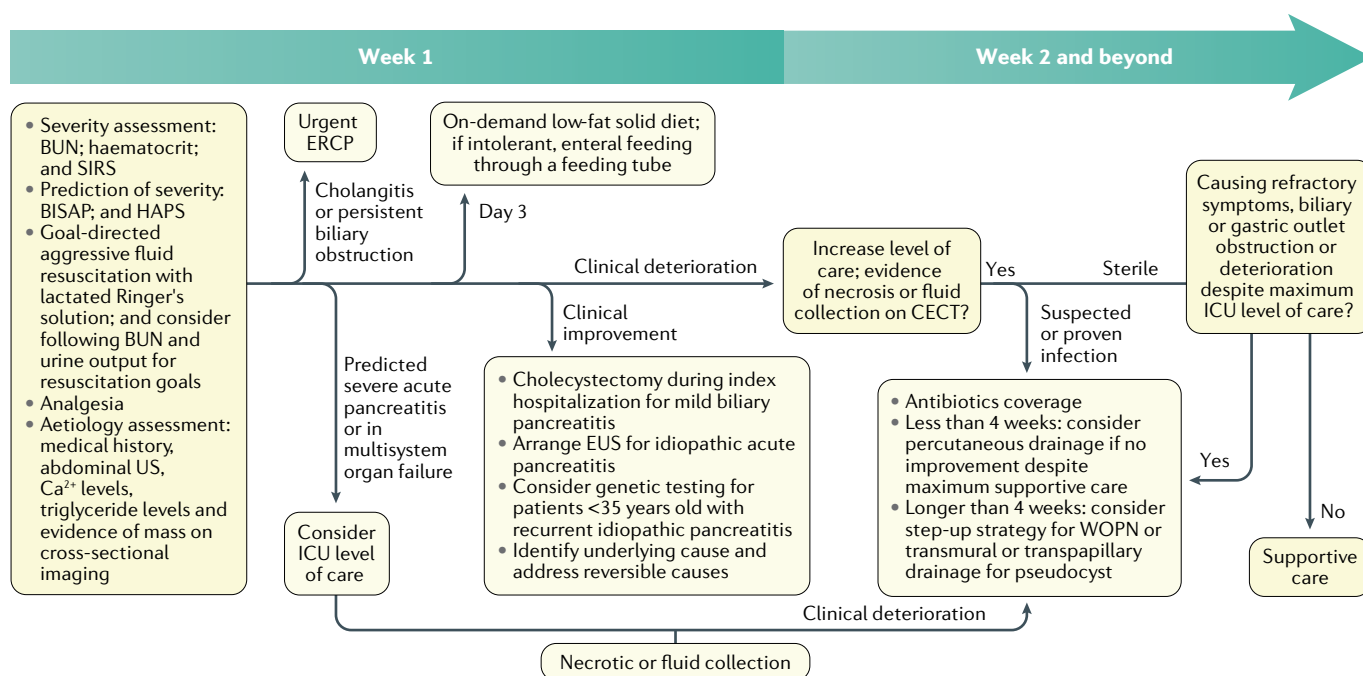 Week 1
Week 2 and beyond
• Severity assessment:
BUN; haematocrit;
and SIRS
• Prediction of severity:
BISAP; and HAPS
• Goal-directed
aggressive fluid
resuscitation with
lactated Ringer's
solution; and consider
following BUN and
urine output for
resuscitation goals
• Analgesia
• Aetiology assessment:
medical history,
abdominal US,
Ca²⁺ levels,
triglyceride levels and
evidence of mass on
cross-sectional
imaging
Urgent
ERCP
Cholangitis
or persistent
biliary
obstruction
On-demand low-fat solid diet;
if intolerant, enteral feeding
through a feeding tube
Day 3
Clinical deterioration
Clinical
improvement
Predicted
severe acute
pancreatitis
or in
multisystem
organ failure
Consider
ICU level
of care
• Cholecystectomy during index
hospitalization for mild biliary
pancreatitis
• Arrange EUS for idiopathic acute
pancreatitis
• Consider genetic testing for
patients <35 years old with
recurrent idiopathic pancreatitis
• Identify underlying cause and
address reversible causes
Increase level of
care; evidence
of necrosis or fluid
collection on CECT?
Yes
Sterile
Suspected
or proven
infection
Causing refractory
symptoms, biliary
or gastric outlet
obstruction or
deterioration
despite maximum
ICU level of care?
• Antibiotics coverage
• Less than 4 weeks: consider
percutaneous drainage if no
improvement despite
maximum supportive care
• Longer than 4 weeks: consider
step-up strategy for WOPN or
transmural or transpapillary
drainage for pseudocyst
Yes
No
Supportive
care
Clinical deterioration
Necrotic or fluid collection